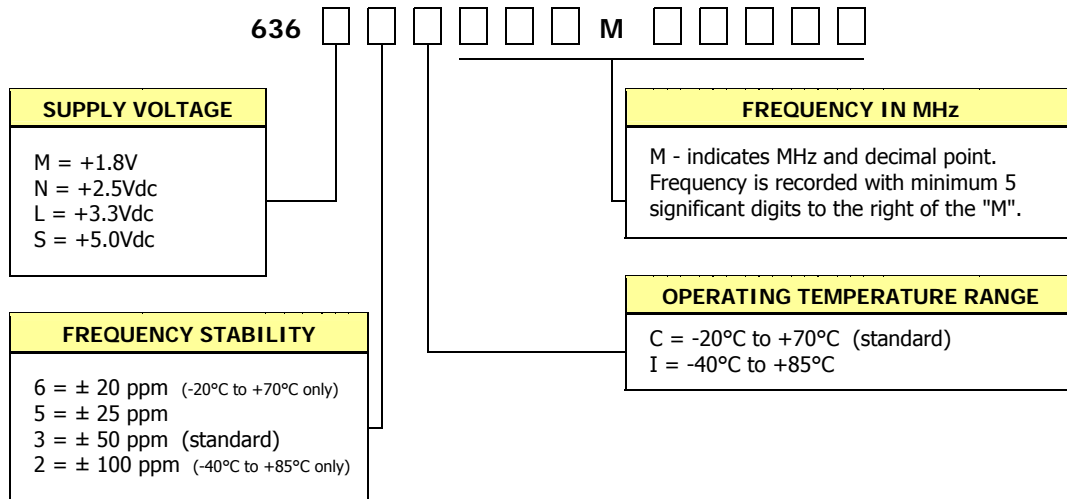 636 M
SUPPLY VOLTAGE
M = +1.8V
N = +2.5Vdc
L = +3.3Vdc
S = +5.0Vdc
FREQUENCY IN MHz
M - indicates MHz and decimal point.
Frequency is recorded with minimum 5
significant digits to the right of the "M".
FREQUENCY STABILITY
6 = ± 20 ppm (-20°C to +70°C only)
5 = ± 25 ppm
3 = ± 50 ppm (standard)
2 = ± 100 ppm (-40°C to +85°C only)
OPERATING TEMPERATURE RANGE
C = -20°C to +70°C (standard)
I = -40°C to +85°C